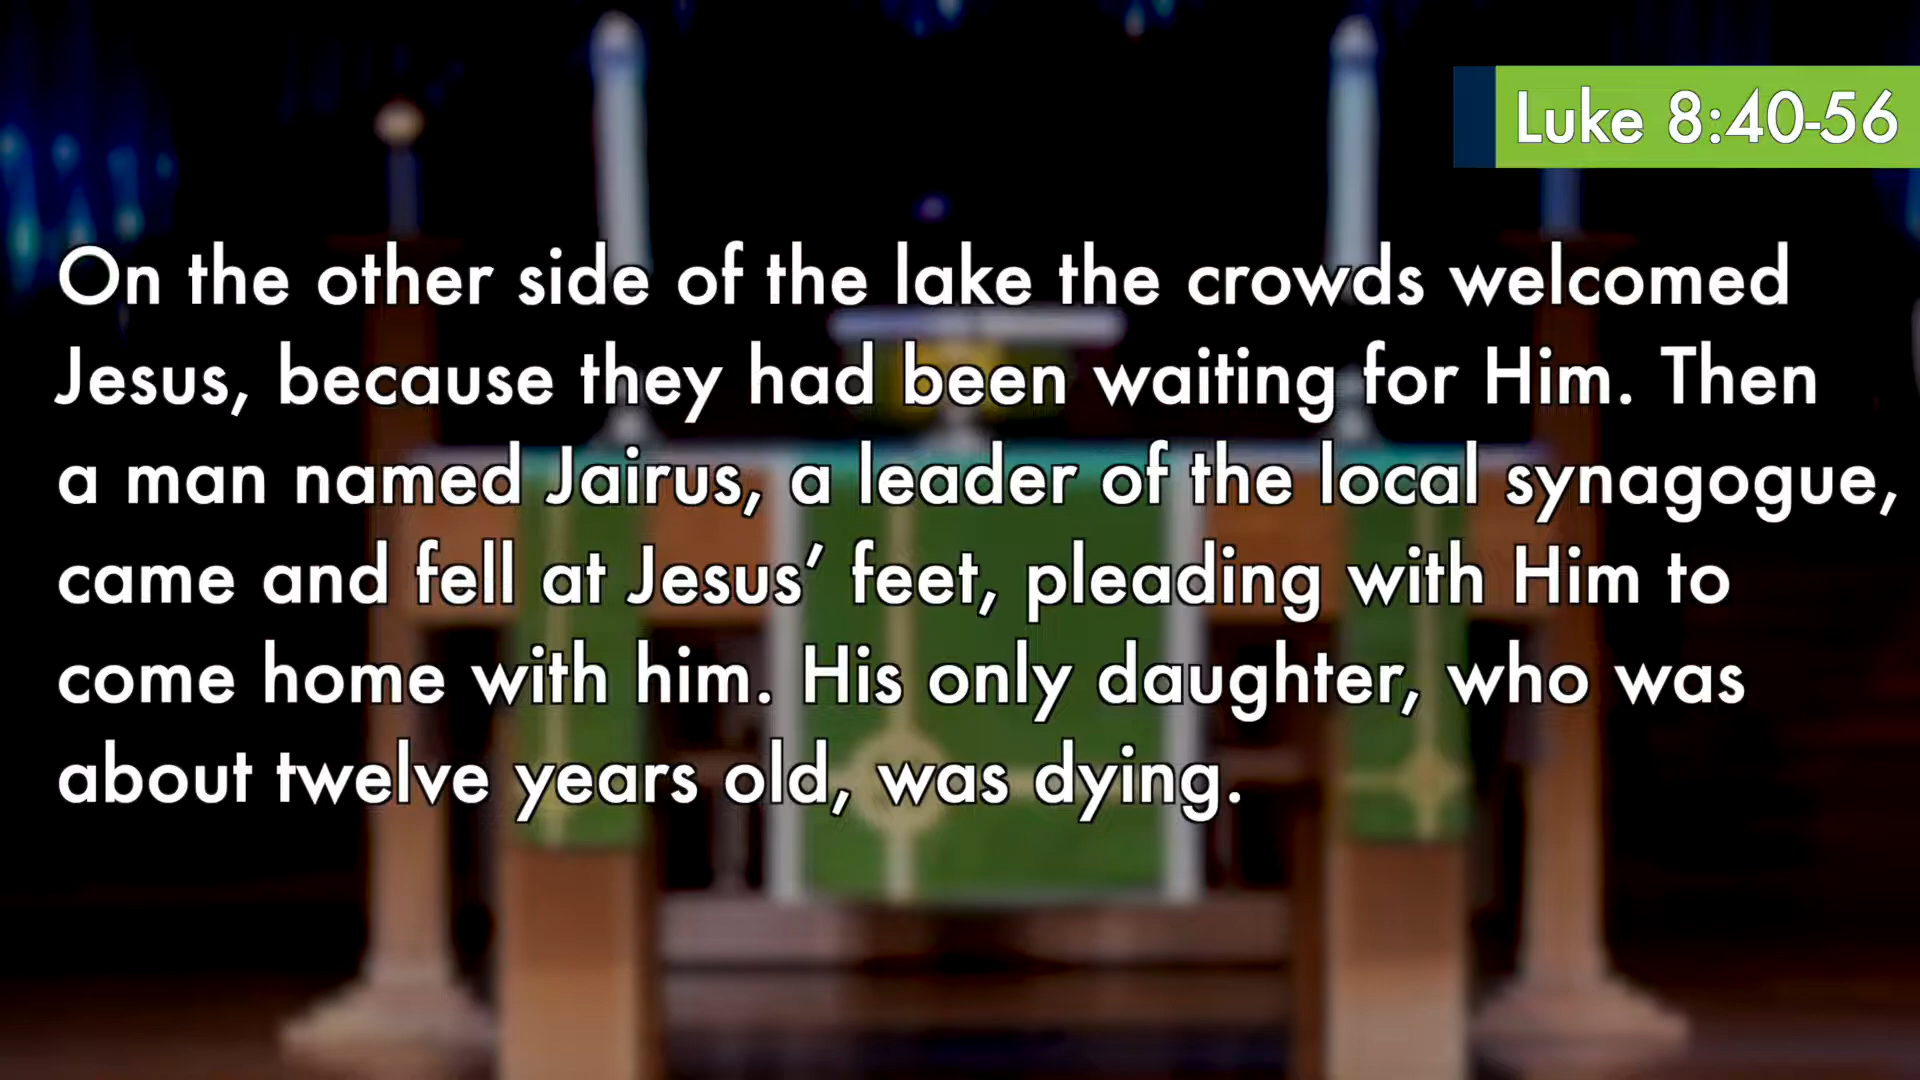 Luke 8:40-56
On the other side of the lake the crowds welcomed
Jesus, because they had been waiting for Him. Then
a man named Jairus, a leader of the local synagogue,
came and fell at Jesus’ feet, pleading with Him to
come home with him. His only daughter, who was
about twelve years old, was dying.